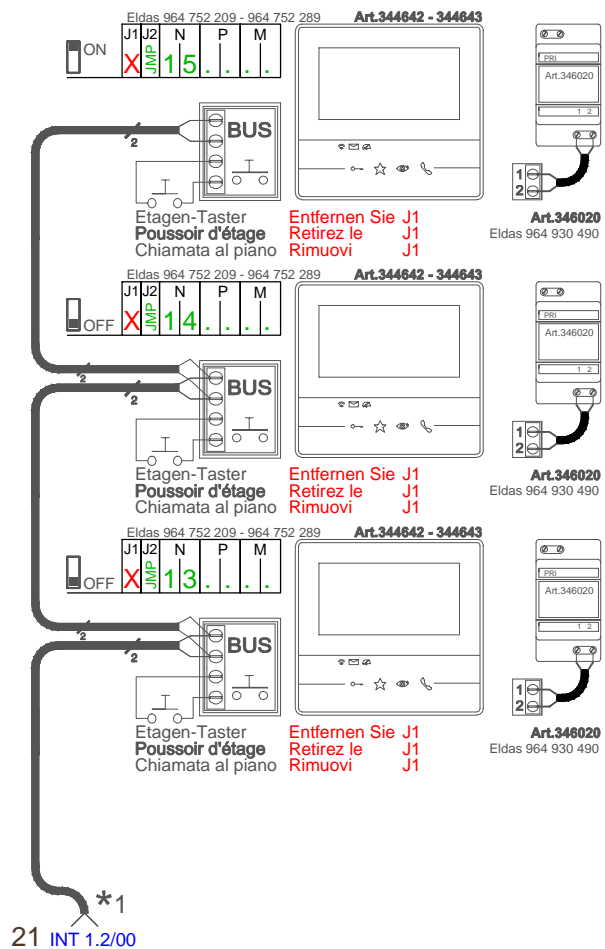 Eldas 964 752 209 - 964 752 289 Art.344642 - 344643
ON
J1 J2 N P M
X JMP 1 5 . . . .
PRI
Art.346020
1 2
2
BUS
1
2
Etagen-Taster Entfernen Sie J1
Poussoir d'étage Retirez le J1
Chiamata al piano Rimuovi J1
Art.346020
Eldas 964 930 490
Eldas 964 752 209 - 964 752 289 Art.344642 - 344643
OFF
J1 J2 N P M
X JMP 1 4 . . . .
PRI
Art.346020
1 2
2
2
BUS
1
2
Etagen-Taster Entfernen Sie J1
Poussoir d'étage Retirez le J1
Chiamata al piano Rimuovi J1
Art.346020
Eldas 964 930 490
Eldas 964 752 209 - 964 752 289 Art.344642 - 344643
OFF
J1 J2 N P M
X JMP 1 3 . . . .
PRI
Art.346020
1 2
2
2
BUS
1
2
Etagen-Taster Entfernen Sie J1
Poussoir d'étage Retirez le J1
Chiamata al piano Rimuovi J1
Art.346020
Eldas 964 930 490
*1
21 INT 1.2/00